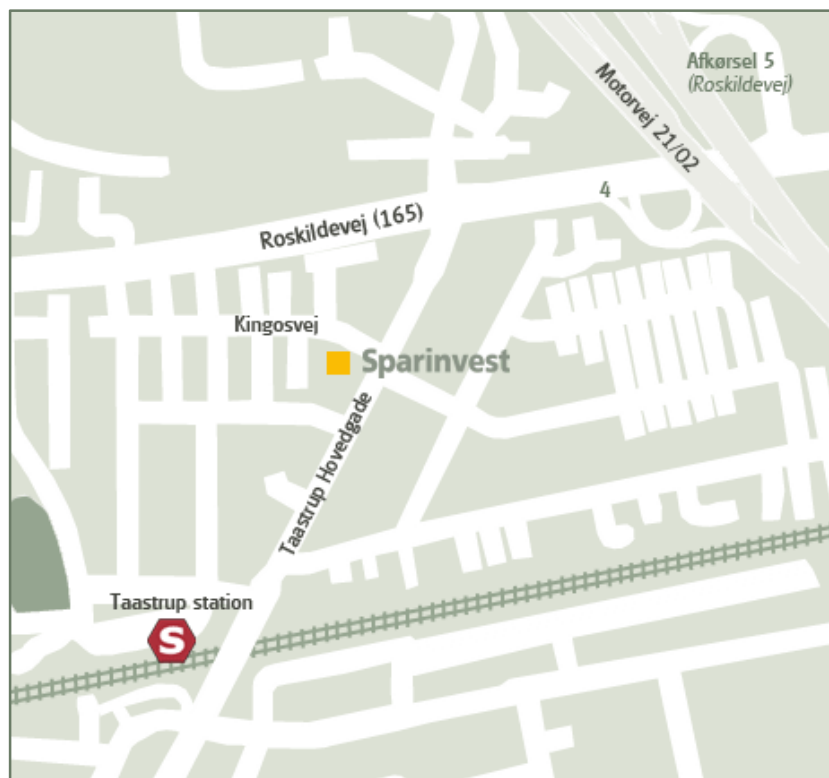 Afkørsel 5
(Roskildevej)
Motorvej 21/02
4
Roskildevej (165)
Kingosvej
Sparinvest
Taastrup Hovedgade
Taastrup station
S